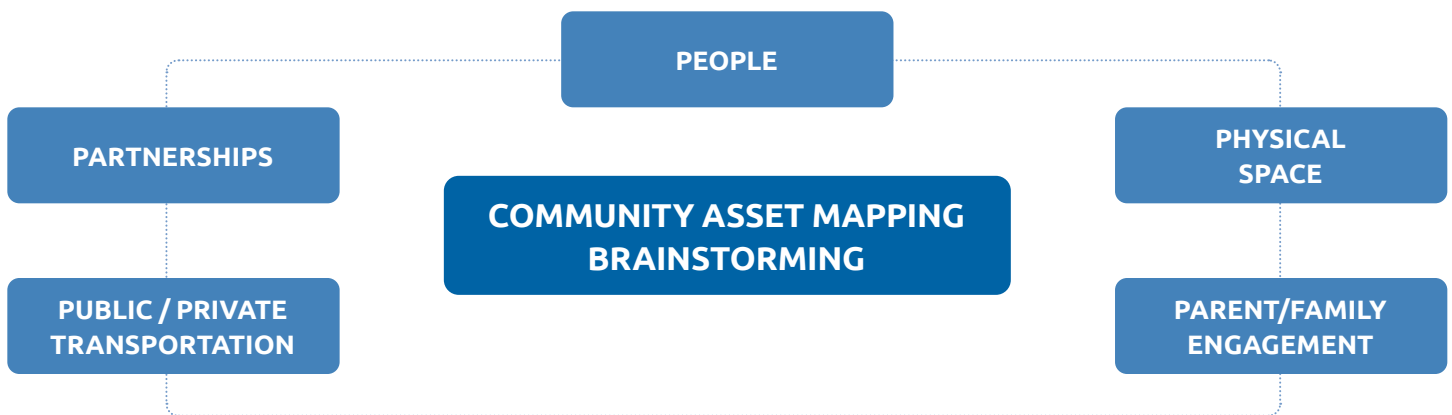 PEOPLE
PARTNERSHIPS
PHYSICAL
SPACE
COMMUNITY ASSET MAPPING
BRAINSTORMING
PUBLIC / PRIVATE
TRANSPORTATION
PARENT/FAMILY
ENGAGEMENT